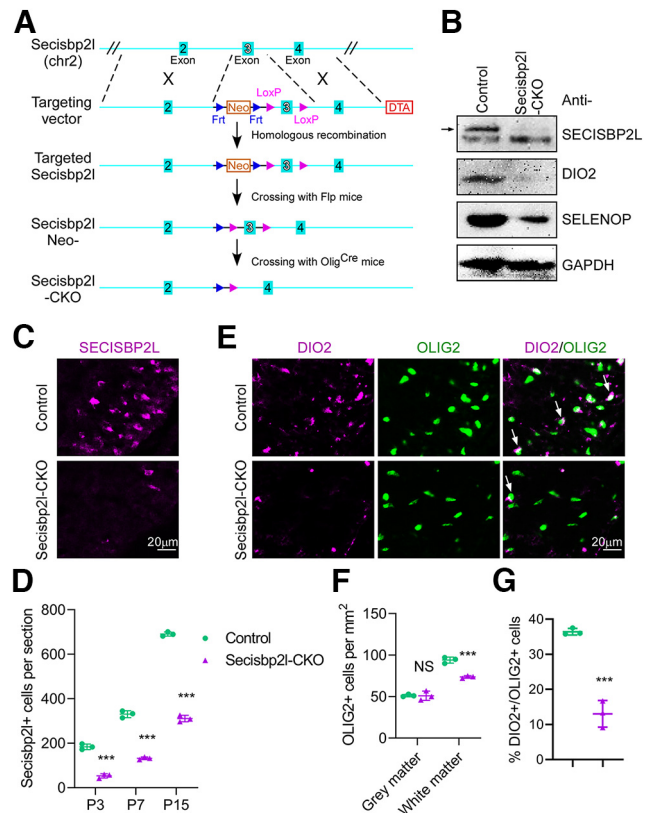 A
Secisbp2l
(chr2)
2
3
4
Exon
Exon
Exon
X
X
LoxP
Targeting
vector
2
Neo
3
4
DTA
Frt
Frt
LoxP
Homologous recombination
Targeted
Secisbp2l
2
Neo
3
4
Crossing with Flp mice
Secisbp2l
Neo-
2
3
4
Crossing with OligCre mice
Secisbp2l
-CKO
2
4
B
Control
Secisbp2l
-CKO
Anti-
SECISBP2L
DIO2
SELENOP
GAPDH
C
SECISBP2L
Control
Secisbp2l-CKO
20μm
E
DIO2
OLIG2
DIO2/OLIG2
Control
Secisbp2l-CKO
20μm
D
Secisbp2l+ cells per section
800
600
400
200
0
***
***
***
P3
P7
P15
Control
Secisbp2l-CKO
F
OLIG2+ cells per mm2
150
100
50
0
NS
***
Grey matter
White matter
G
% DIO2+/OLIG2+ cells
40
30
20
10
0
***